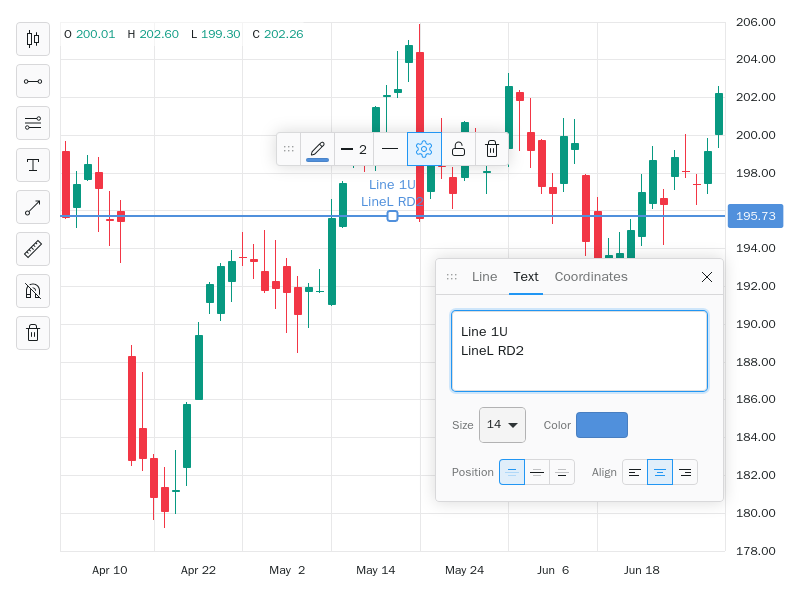 O 200.01 H 202.60 L 199.30 C 202.26
206.00
204.00
202.00
200.00
198.00
195.73
194.00
192.00
190.00
188.00
186.00
184.00
182.00
180.00
178.00
T
2
Line 1U
LineL RD2
Line Text Coordinates
Line 1U
LineL RD2
Size 14 Color
Position Align
Apr 10 Apr 22 May 2 May 14 May 24 Jun 6 Jun 18